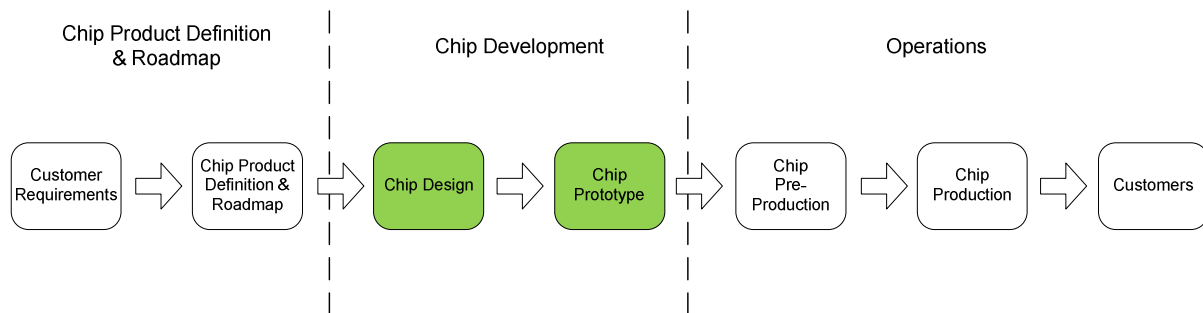 Chip Product Definition
& Roadmap
Chip Development
Operations
Customer
Requirements
Chip Product
Definition &
Roadmap
Chip Design
Chip
Prototype
Chip
Pre-
Production
Chip
Production
Customers